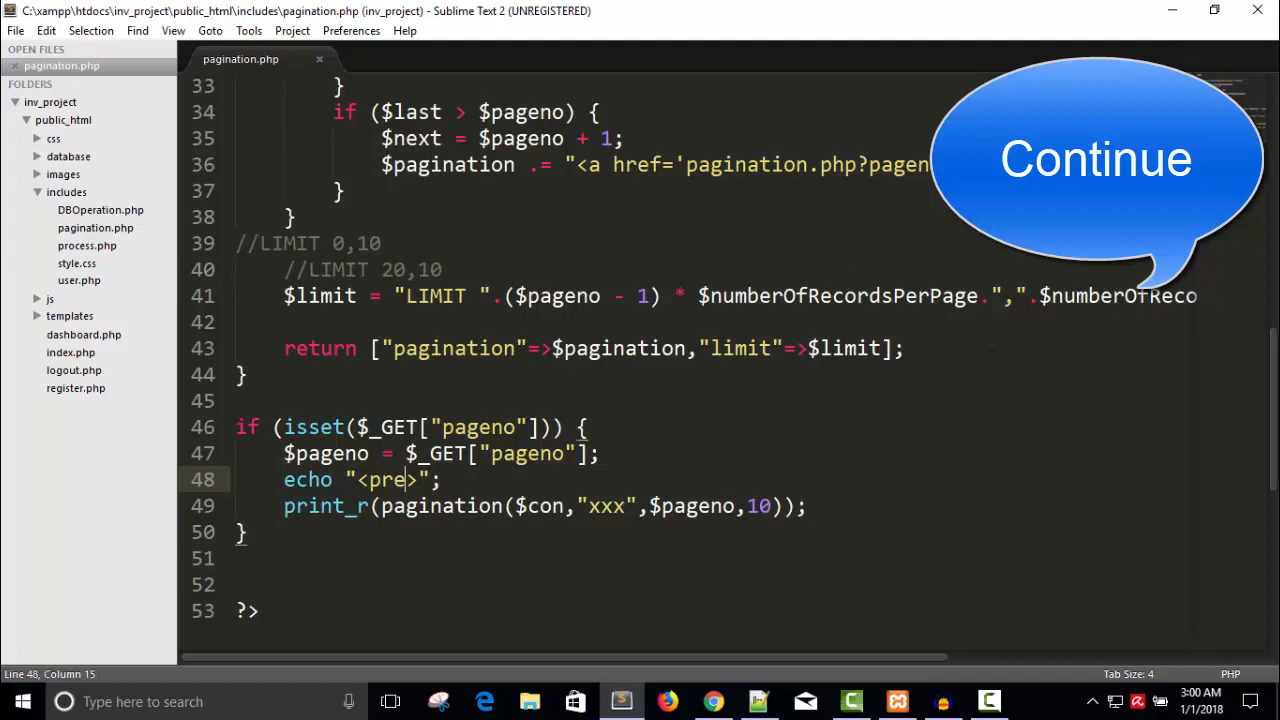 C:\xampp\htdocs\inv_project\public_html\includes\pagination.php (inv_project) - Sublime Text 2 (UNREGISTERED)
File Edit Selection Find View Goto Tools Project Preferences Help
OPEN FILES
pagination.php
FOLDERS
inv_project
public_html
css
database
images
includes
DBOperation.php
pagination.php
process.php
style.css
user.php
js
templates
dashboard.php
index.php
logout.php
register.php
pagination.php
33 }
34 if ($last > $pageno) {
35 $next = $pageno + 1;
36 $pagination .= "<a href='pagination.php?pagen
37 }
38 }
39 //LIMIT 0,10
40 //LIMIT 20,10
41 $limit = "LIMIT ".($pageno - 1) * $numberOfRecordsPerPage.",".$numberOfReco
42
43 return ["pagination"=>$pagination,"limit"=>$limit];
44 }
45
46 if (isset($_GET["pageno"])) {
47 $pageno = $_GET["pageno"];
48 echo "<pre>";
49 print_r(pagination($con,"xxx",$pageno,10));
50 }
51
52
53 ?>
Continue
Line 48, Column 15
Tab Size: 4 PHP
Type here to search
3:00 AM
1/1/2018